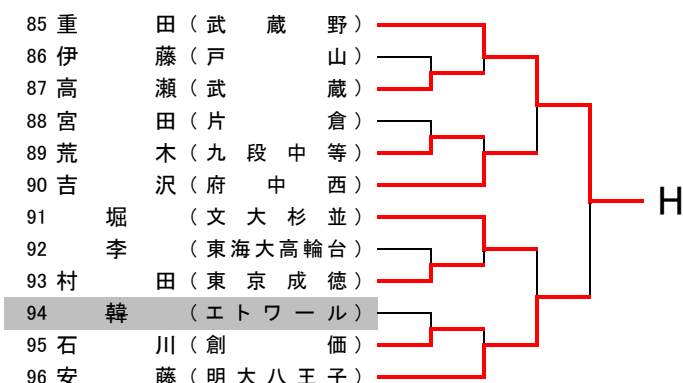 85 重田（武蔵野）
86 伊藤（戸山）
87 高瀬（武蔵）
88 宮田（片倉）
89 荒木（九段中等）
90 吉沢（府中西）
91 堀（文大杉並）
92 李（東海大高輪台）
93 村田（東京成徳）
94 韓（エトワール）
95 石川（創価）
96 安藤（明大八王子）
H